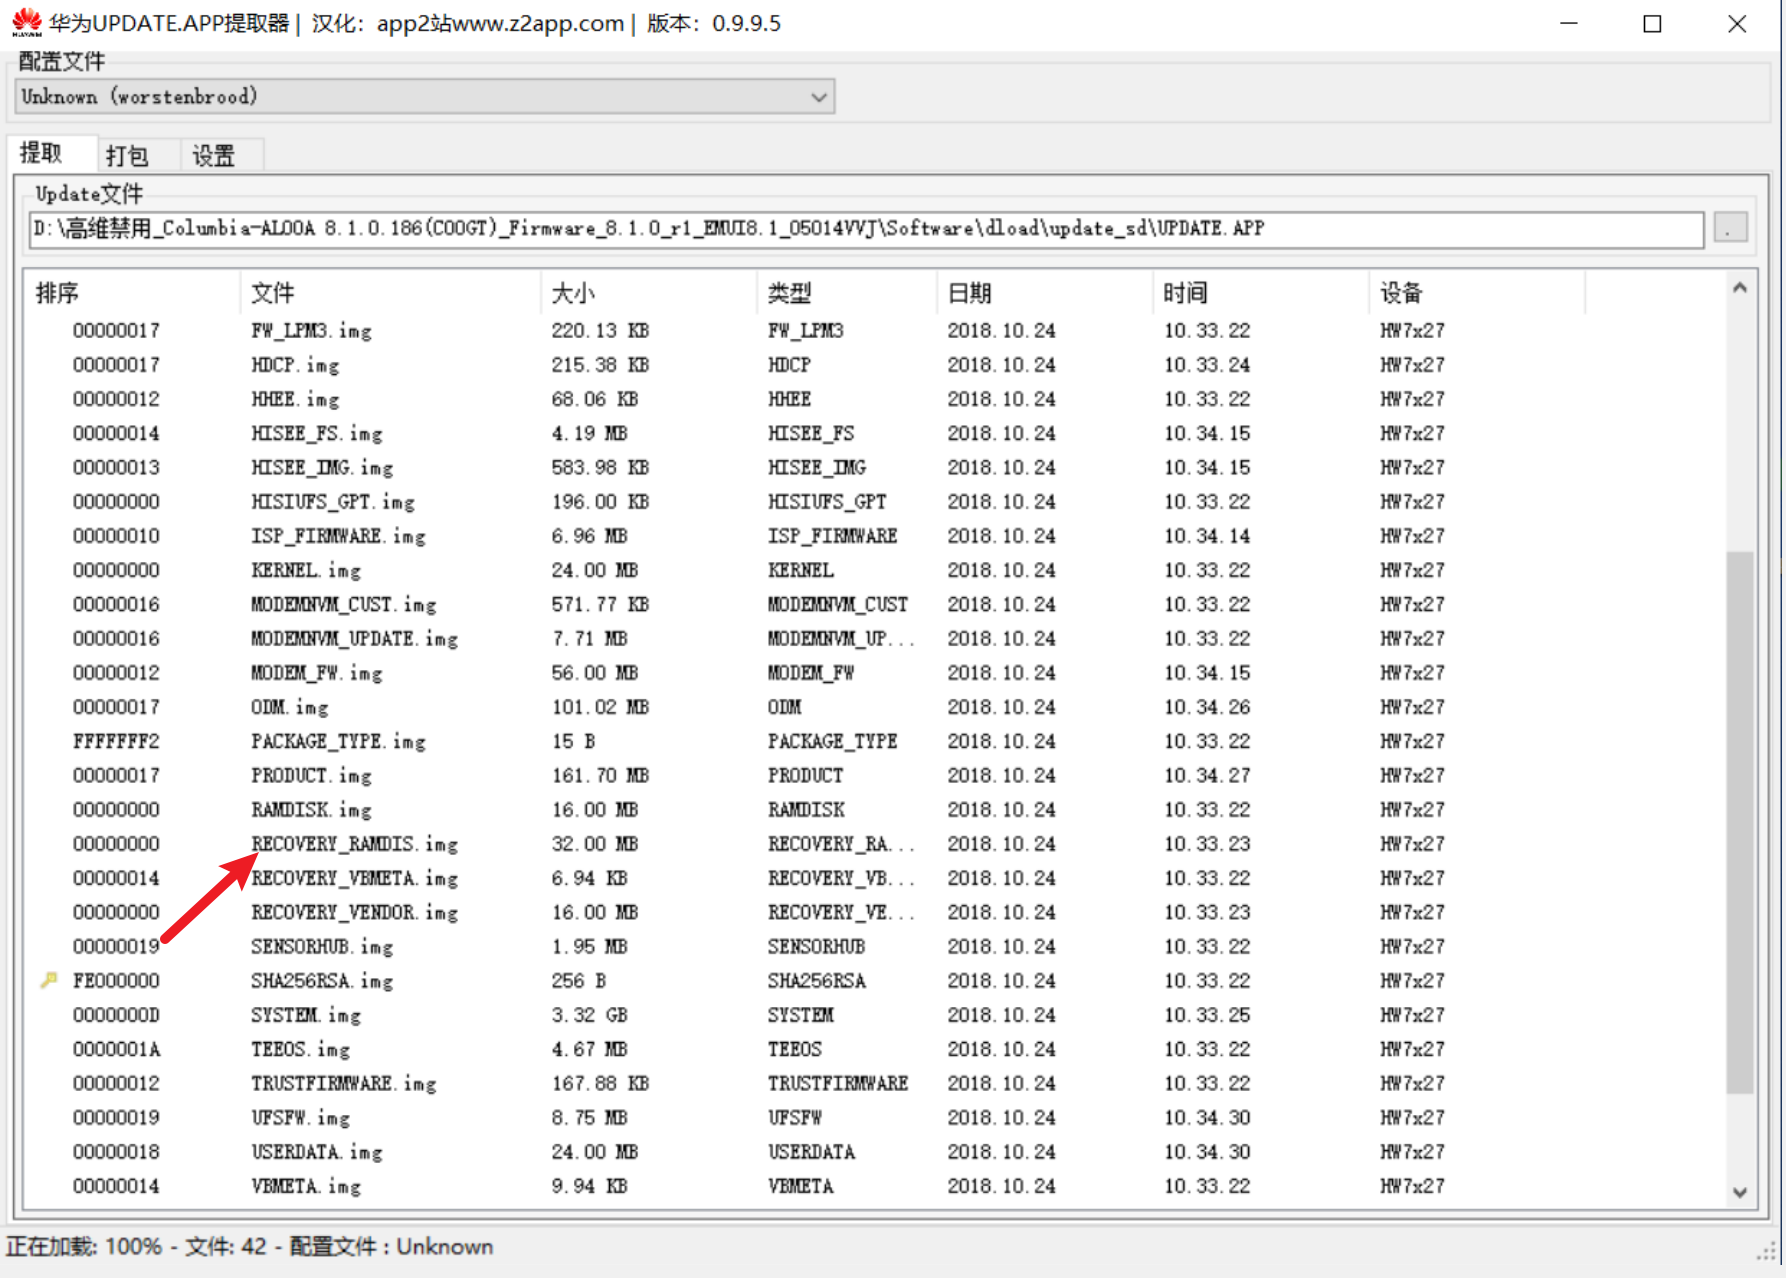 华为UPDATE.APP提取器 | 汉化：app2站www.z2app.com | 版本：0.9.9.5
配置文件
Unknown (worstenbrood)
提取 打包 设置
Update文件
D:\高维禁用_Columbia-AL00A 8.1.0.186(C00GT)_Firmware_8.1.0_r1_EMUI8.1_05014VVJ\Software\dload\update_sd\UPDATE.APP .
排序 文件 大小 类型 日期 时间 设备
00000017 FW_LPM3.img 220.13 KB FW_LPM3 2018.10.24 10.33.22 HW7x27
00000017 HDCP.img 215.38 KB HDCP 2018.10.24 10.33.24 HW7x27
00000012 HHEE.img 68.06 KB HHEE 2018.10.24 10.33.22 HW7x27
00000014 HISEE_FS.img 4.19 MB HISEE_FS 2018.10.24 10.34.15 HW7x27
00000013 HISEE_IMG.img 583.98 KB HISEE_IMG 2018.10.24 10.34.15 HW7x27
00000000 HISIUFS_GPT.img 196.00 KB HISIUFS_GPT 2018.10.24 10.33.22 HW7x27
00000010 ISP_FIRMWARE.img 6.96 MB ISP_FIRMWARE 2018.10.24 10.34.14 HW7x27
00000000 KERNEL.img 24.00 MB KERNEL 2018.10.24 10.33.22 HW7x27
00000016 MODEMNVM_CUST.img 571.77 KB MODEMNVM_CUST 2018.10.24 10.33.22 HW7x27
00000016 MODEMNVM_UPDATE.img 7.71 MB MODEMNVM_UP... 2018.10.24 10.33.22 HW7x27
00000012 MODEM_FW.img 56.00 MB MODEM_FW 2018.10.24 10.34.15 HW7x27
00000017 ODM.img 101.02 MB ODM 2018.10.24 10.34.26 HW7x27
FFFFFFF2 PACKAGE_TYPE.img 15 B PACKAGE_TYPE 2018.10.24 10.33.22 HW7x27
00000017 PRODUCT.img 161.70 MB PRODUCT 2018.10.24 10.34.27 HW7x27
00000000 RAMDISK.img 16.00 MB RAMDISK 2018.10.24 10.33.22 HW7x27
00000000 RECOVERY_RAMDIS.img 32.00 MB RECOVERY_RA... 2018.10.24 10.33.23 HW7x27
00000014 RECOVERY_VBMETA.img 6.94 KB RECOVERY_VB... 2018.10.24 10.33.22 HW7x27
00000000 RECOVERY_VENDOR.img 16.00 MB RECOVERY_VE... 2018.10.24 10.33.23 HW7x27
00000019 SENSORHUB.img 1.95 MB SENSORHUB 2018.10.24 10.33.22 HW7x27
FE000000 SHA256RSA.img 256 B SHA256RSA 2018.10.24 10.33.22 HW7x27
0000000D SYSTEM.img 3.32 GB SYSTEM 2018.10.24 10.33.25 HW7x27
0000001A TEEOS.img 4.67 MB TEEOS 2018.10.24 10.33.22 HW7x27
00000012 TRUSTFIRMWARE.img 167.88 KB TRUSTFIRMWARE 2018.10.24 10.33.22 HW7x27
00000019 UFSFW.img 8.75 MB UFSFW 2018.10.24 10.34.30 HW7x27
00000018 USERDATA.img 24.00 MB USERDATA 2018.10.24 10.34.30 HW7x27
00000014 VBMETA.img 9.94 KB VBMETA 2018.10.24 10.33.22 HW7x27
正在加载: 100% - 文件: 42 - 配置文件 : Unknown